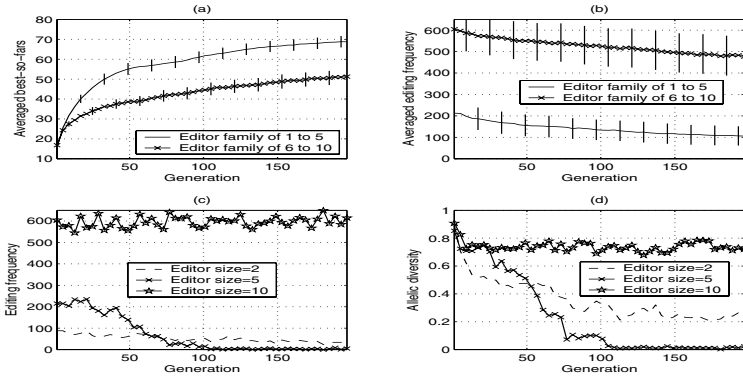 (a)
Averaged best-so-fars
80
70
60
50
40
30
20
10
Editor family of 1 to 5
Editor family of 6 to 10
50 100 150
Generation
(b)
Averaged editing frequency
600
500
400
300
200
100
0
Editor family of 1 to 5
Editor family of 6 to 10
50 100 150
Generation
(c)
Editing frequency
600
500
400
300
200
100
0
Editor size=2
Editor size=5
Editor size=10
50 100 150
Generation
(d)
Allelic diversity
1
0.8
0.6
0.4
0.2
0
Editor size=2
Editor size=5
Editor size=10
50 100 150
Generation